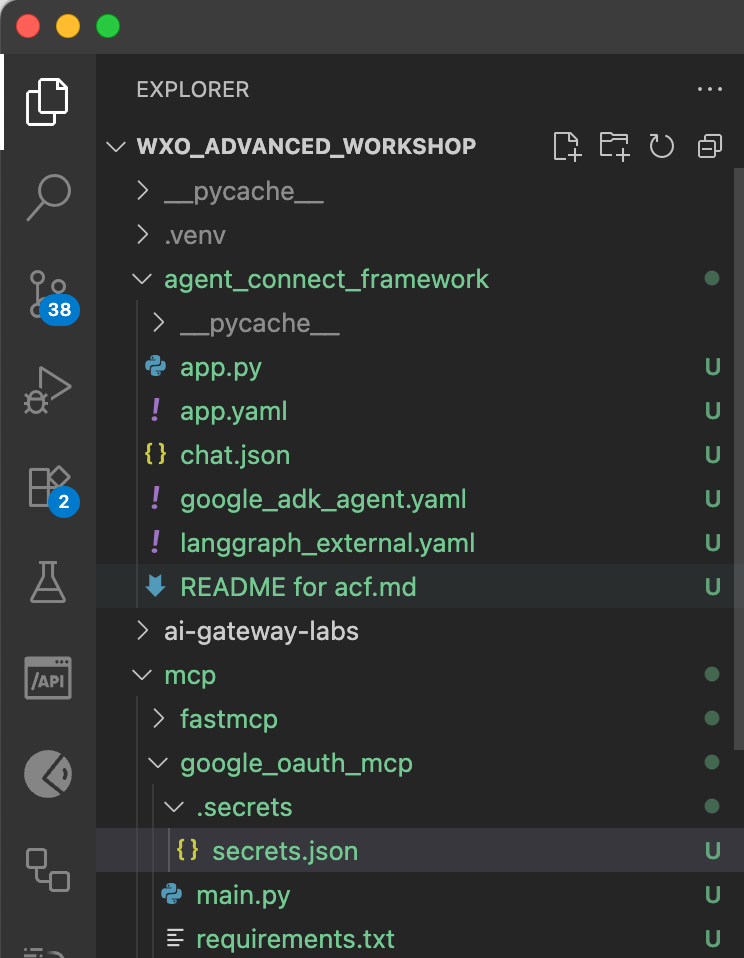 EXPLORER
WXO_ADVANCED_WORKSHOP
__pycache__
.venv
agent_connect_framework
38
__pycache__
app.py U
! app.yaml U
{} chat.json U
2
! google_adk_agent.yaml U
! langgraph_external.yaml U
README for acf.md U
ai-gateway-labs
/API
mcp
fastmcp
google_oauth_mcp
.secrets
{} secrets.json U
main.py U
requirements.txt U